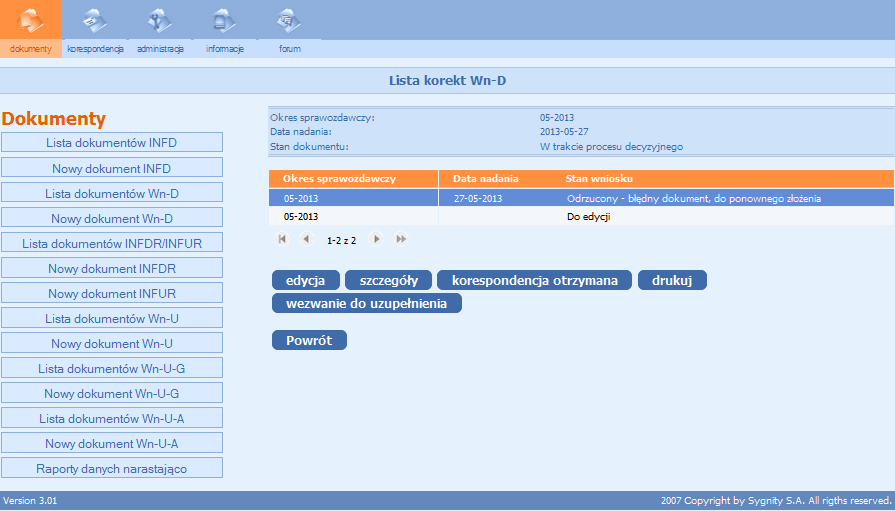 dokumenty korespondencja administracja informacje forum
Lista korekt Wn-D
Dokumenty
Lista dokumentów INFD
Nowy dokument INFD
Lista dokumentów Wn-D
Nowy dokument Wn-D
Lista dokumentów INFDR/INFUR
Nowy dokument INFDR
Nowy dokument INFUR
Lista dokumentów Wn-U
Nowy dokument Wn-U
Lista dokumentów Wn-U-G
Nowy dokument Wn-U-G
Lista dokumentów Wn-U-A
Nowy dokument Wn-U-A
Raporty danych narastająco
Okres sprawozdawczy: 05-2013
Data nadania: 2013-05-27
Stan dokumentu: W trakcie procesu decyzyjnego
Okres sprawozdawczy Data nadania Stan wniosku
05-2013 27-05-2013 Odrzucony - błędny dokument, do ponownego złożenia
05-2013 Do edycji
1-2 z 2
edycja szczegóły korespondencja otrzymana drukuj
wezwanie do uzupełnienia
Powrót
Version 3.01 2007 Copyright by Sygnity S.A. All rigths reserved.